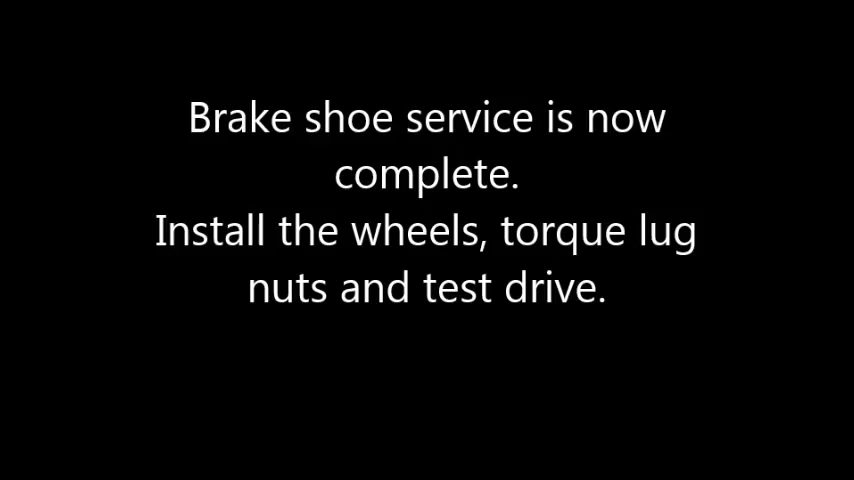 Brake shoe service is now
complete.
Install the wheels, torque lug
nuts and test drive.